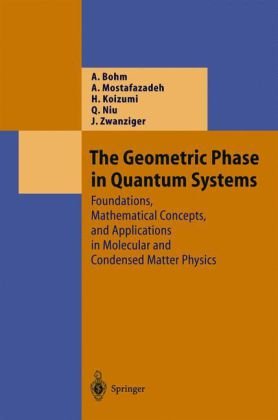 A. Bohm
A. Mostafazadeh
H. Koizumi
Q. Niu
J. Zwanziger
The Geometric Phase
in Quantum Systems
Foundations,
Mathematical Concepts,
and Applications
in Molecular and
Condensed Matter Physics
Springer